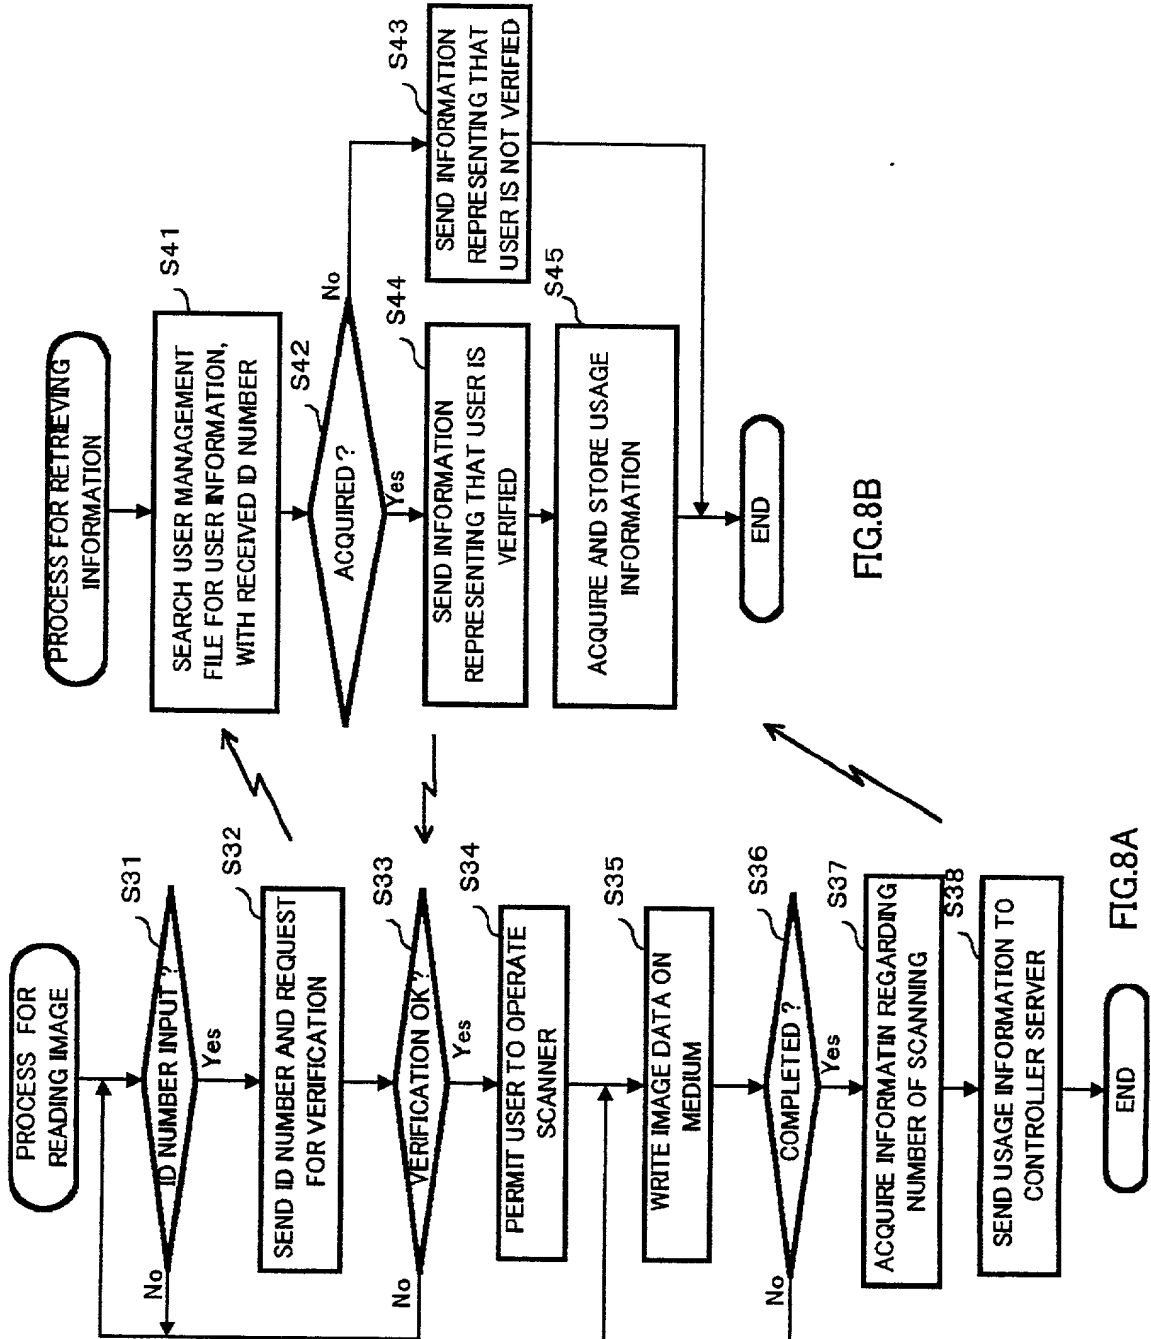 PROCESS FOR
READING IMAGE
S31
ID NUMBER INPUT ?
No
Yes
S32
SEND ID NUMBER AND REQUEST
FOR VERIFICATION
S33
VERIFICATION OK ?
No
Yes
S34
PERMIT USER TO OPERATE
SCANNER
S35
WRITE IMAGE DATA ON
MEDIUM
S36
COMPLETED ?
No
Yes
S37
ACQUIRE INFORMATIN REGARDING
NUMBER OF SCANNING
S38
SEND USAGE INFORMATION TO
CONTROLLER SERVER
END
FIG.8A
PROCESS FOR RETRIEVING
INFORMATION
S41
SEARCH USER MANAGEMENT
FILE FOR USER INFORMATION,
WITH RECEIVED ID NUMBER
S42
ACQUIRED ?
No
Yes
S43
SEND INFORMATION
REPRESENTING THAT
USER IS NOT VERIFIED
S44
SEND INFORMATION
REPRESENTING THAT USER IS
VERIFIED
S45
ACQUIRE AND STORE USAGE
INFORMATION
END
FIG.8B